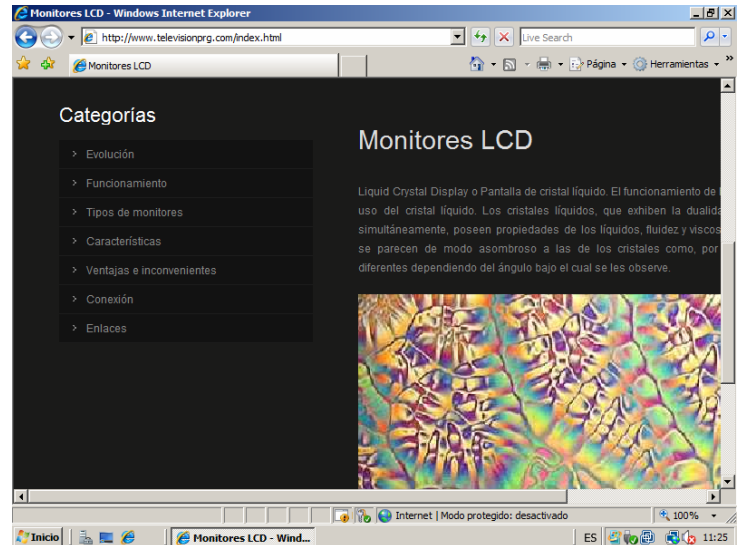 Monitores LCD - Windows Internet Explorer
http://www.televisionprg.com/index.html
Live Search
Monitores LCD
Página
Herramientas
Categorías
> Evolución
> Funcionamiento
> Tipos de monitores
> Características
> Ventajas e inconvenientes
> Conexión
> Enlaces
Monitores LCD
Liquid Crystal Display o Pantalla de cristal líquido. El funcionamiento de
uso del cristal líquido. Los cristales líquidos, que exhiben la dualida
simultáneamente, poseen propiedades de los líquidos, fluidez y viscos
se parecen de modo asombroso a las de los cristales como, por
diferentes dependiendo del ángulo bajo el cual se les observe.
Internet | Modo protegido: desactivado
100%
Inicio
Monitores LCD - Wind...
ES
11:25